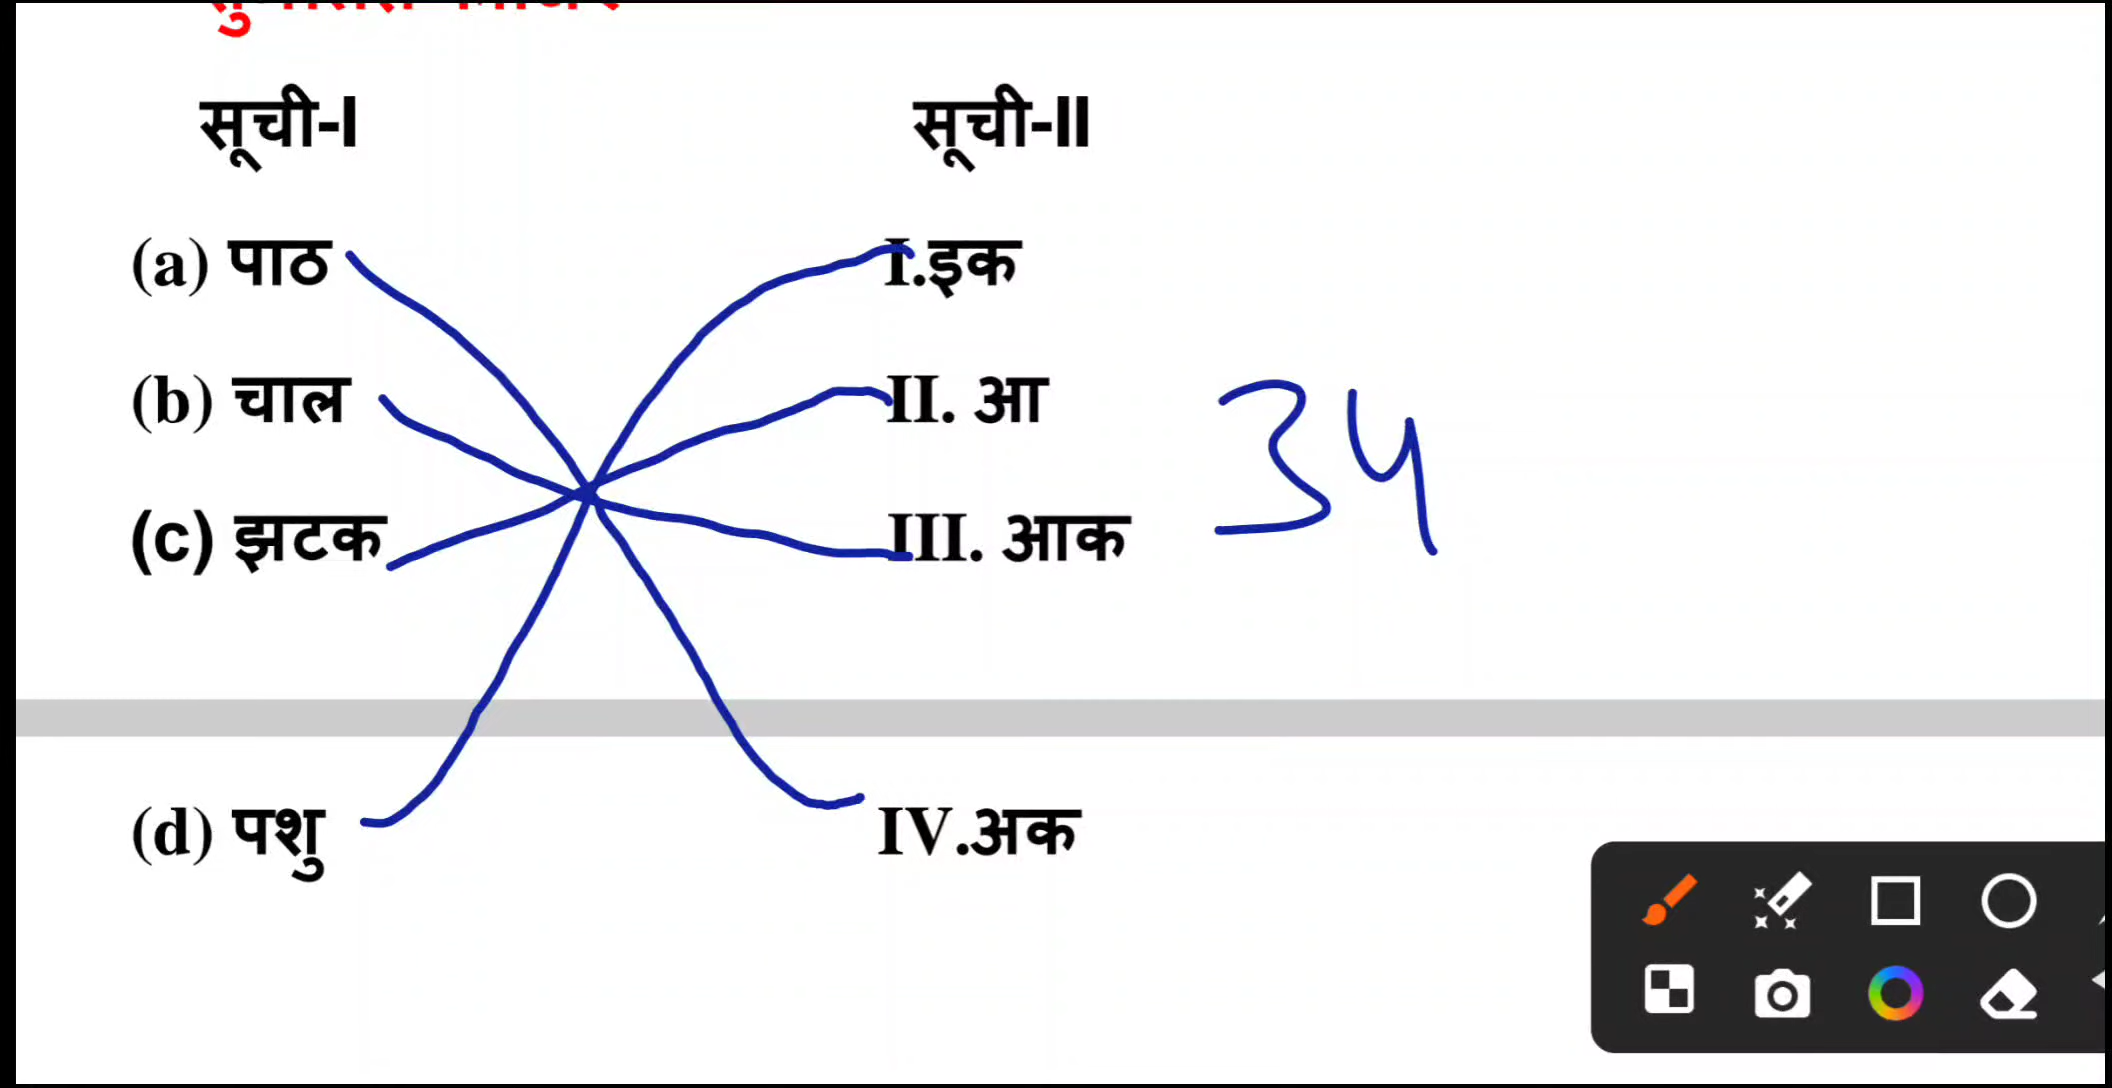 सूची-I सूची-II
(a) पाठ I.इक
(b) चाल II. आ
(c) झटक III. आक
34
(d) पशु IV.अक